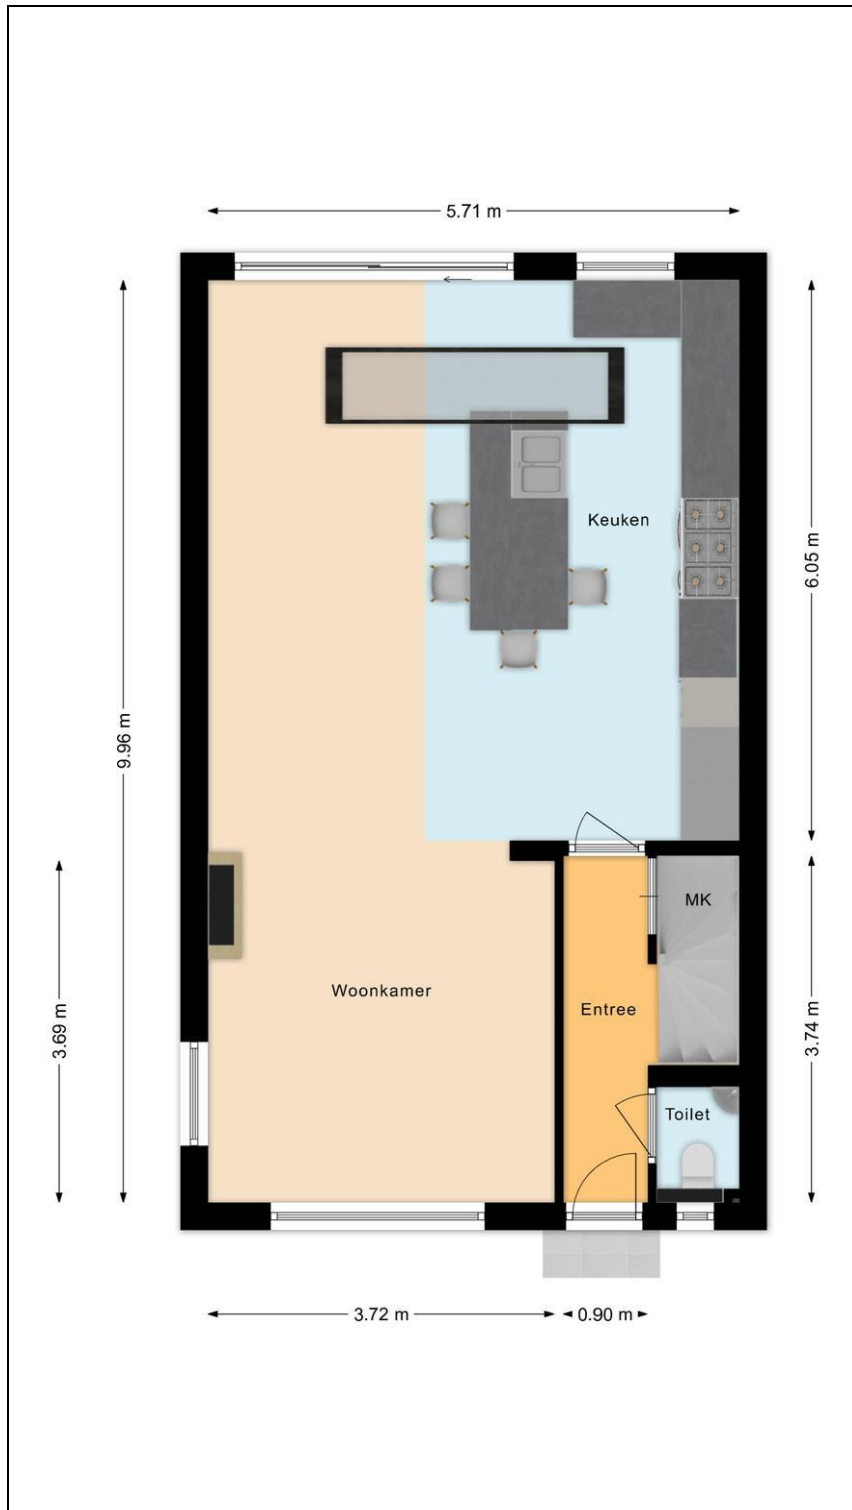 5.71 m
Keuken
6.05 m
9.96 m
MK
Woonkamer
Entree
3.69 m
3.74 m
Toilet
3.72 m
0.90 m